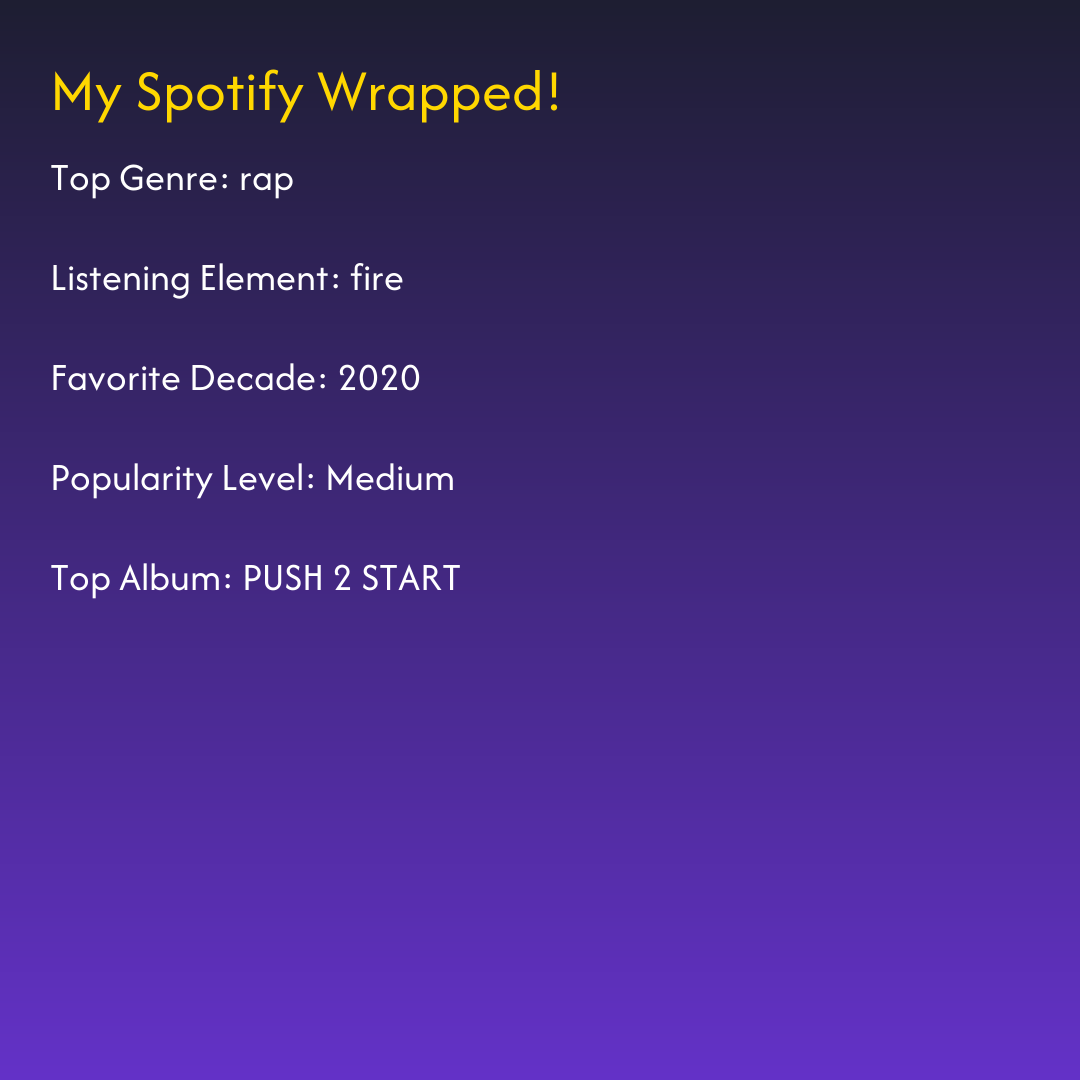 My Spotify Wrapped!
Top Genre: rap
Listening Element: fire
Favorite Decade: 2020
Popularity Level: Medium
Top Album: PUSH 2 START